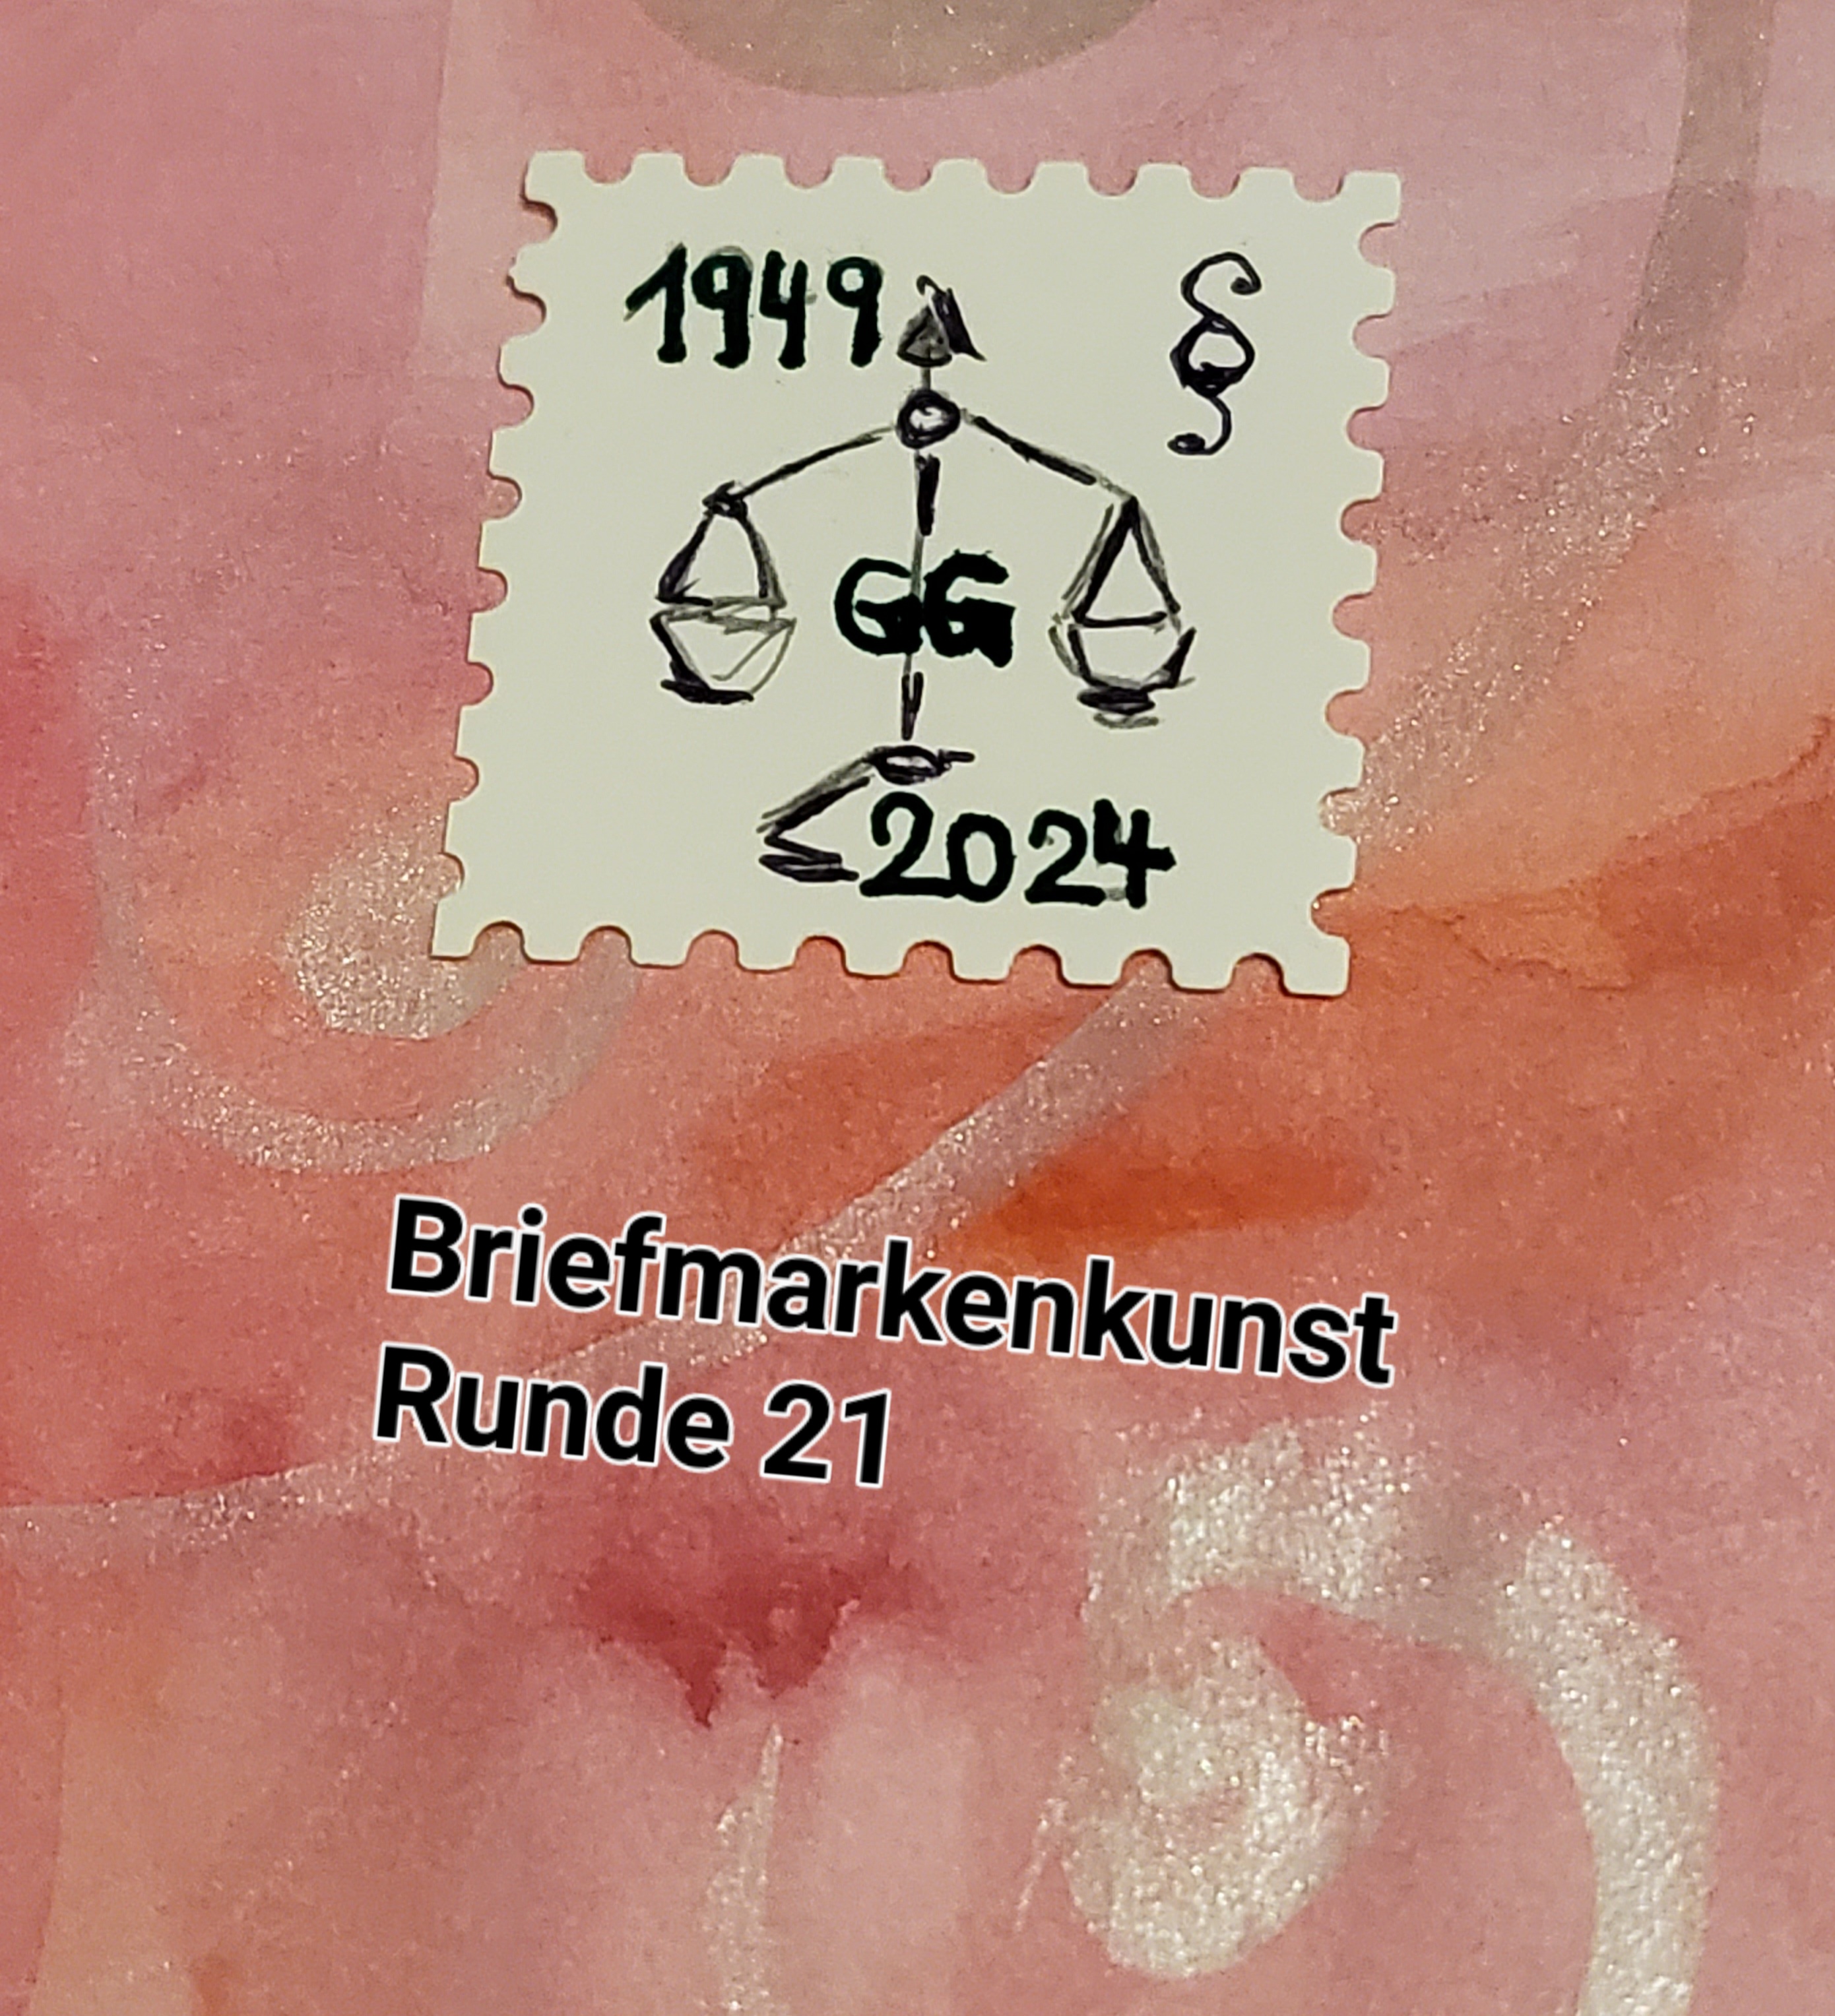 1949 §
GG
2024
Briefmarkenkunst
Runde 21